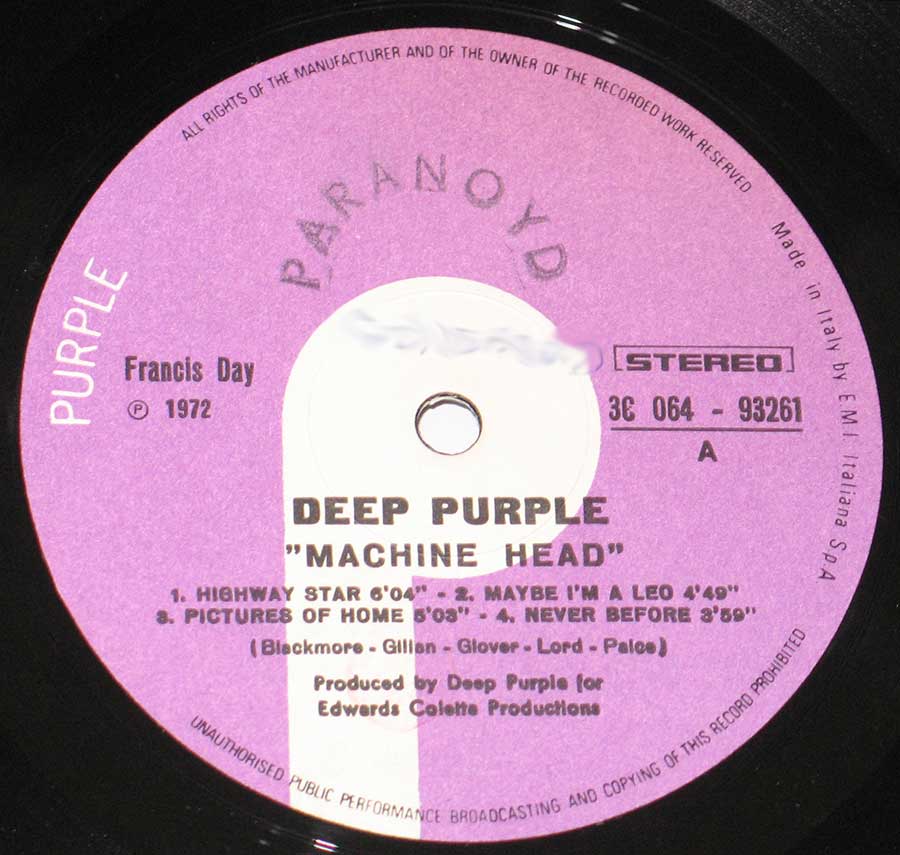 ALL RIGHTS OF THE MANUFACTURER AND OF THE OWNER OF THE RECORDED WORK RESERVED
Made in Italy by EMI Italiana SpA
PARANOYD
PURPLE
Francis Day
℗ 1972
STEREO
3C 064 - 93261
A
DEEP PURPLE
"MACHINE HEAD"
1. HIGHWAY STAR 6'04" - 2. MAYBE I'M A LEO 4'49"
3. PICTURES OF HOME 5'03" - 4. NEVER BEFORE 3'59"
(Blackmore - Gillan - Glover - Lord - Paice)
Produced by Deep Purple for
Edwards Coletta Productions
UNAUTHORISED PUBLIC PERFORMANCE BROADCASTING AND COPYING OF THIS RECORD PROHIBITED